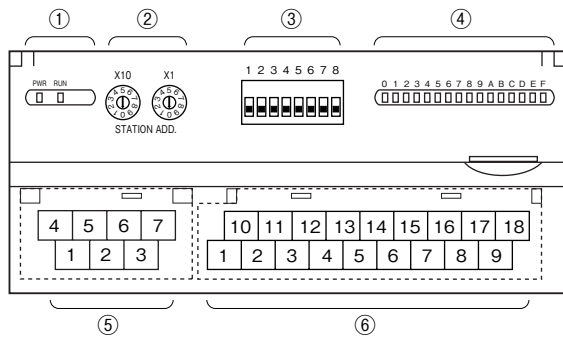 ① ② ③ ④
PWR RUN
X10 X1
STATION ADD.
1 2 3 4 5 6 7 8
0 1 2 3 4 5 6 7 8 9 A B C D E F
4 5 6 7
1 2 3
10 11 12 13 14 15 16 17 18
1 2 3 4 5 6 7 8 9
⑤ ⑥